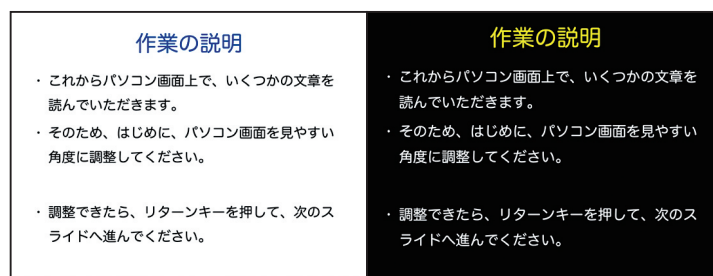 作業の説明
・これからパソコン画面上で、いくつかの文章を
読んでいただきます。
・そのため、はじめに、パソコン画面を見やすい
角度に調整してください。
・調整できたら、リターンキーを押して、次のス
ライドへ進んでください。
作業の説明
・これからパソコン画面上で、いくつかの文章を
読んでいただきます。
・そのため、はじめに、パソコン画面を見やすい
角度に調整してください。
・調整できたら、リターンキーを押して、次のス
ライドへ進んでください。